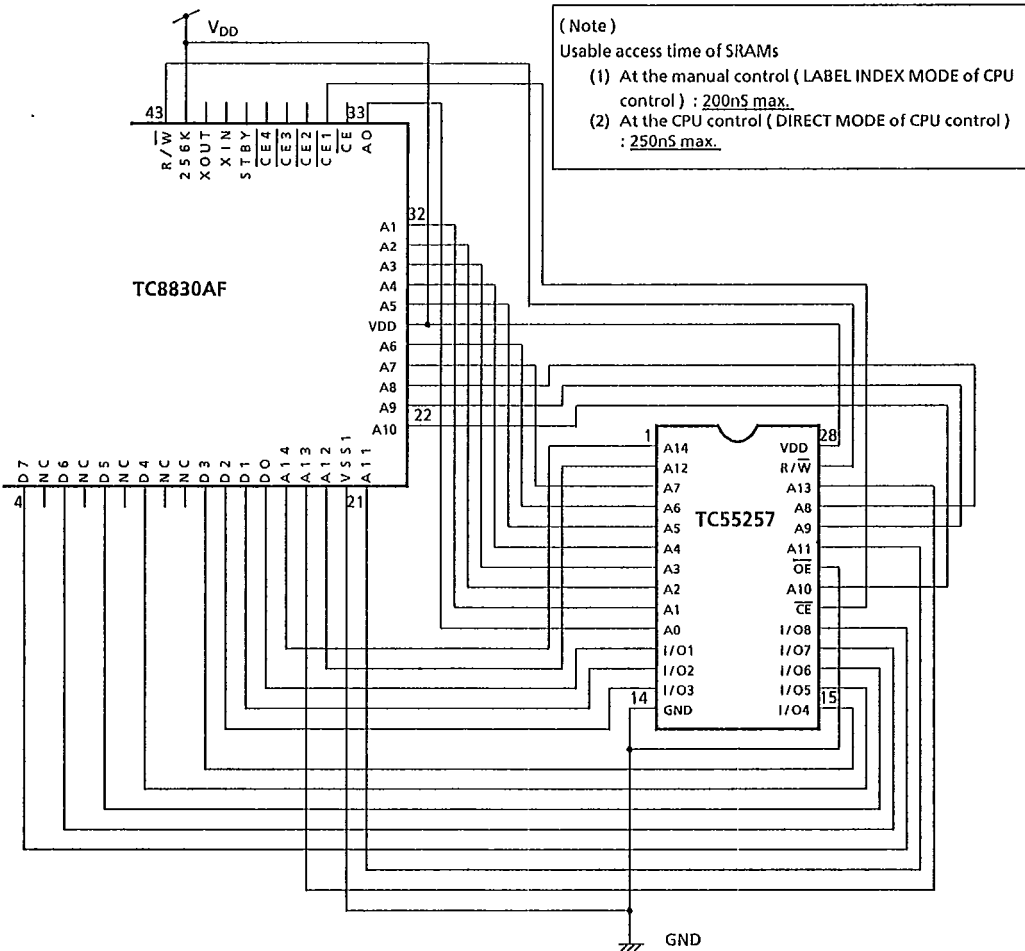 VDD
(Note)
Usable access time of SRAMs
(1) At the manual control (LABEL INDEX MODE of CPU
control) : 200nS max.
(2) At the CPU control (DIRECT MODE of CPU control)
: 250nS max.
43
33
R/W
256K
XOUT
XIN
STBY
CE4
CE3
CE2
CE1
CE
A0
32
A1
A2
A3
A4
A5
VDD
A6
A7
A8
A9
22
A10
TC8830AF
D7
NC
D6
NC
D5
NC
D4
NC
NC
D3
D2
D1
D0
A14
A13
A12
VSS1
A11
4
21
1
28
A14
A12
A7
A6
A5
A4
A3
A2
A1
A0
I/O1
I/O2
I/O3
14
GND
TC55257
VDD
R/W
A13
A8
A9
A11
OE
A10
CE
I/O8
I/O7
I/O6
I/O5
15
I/O4
GND